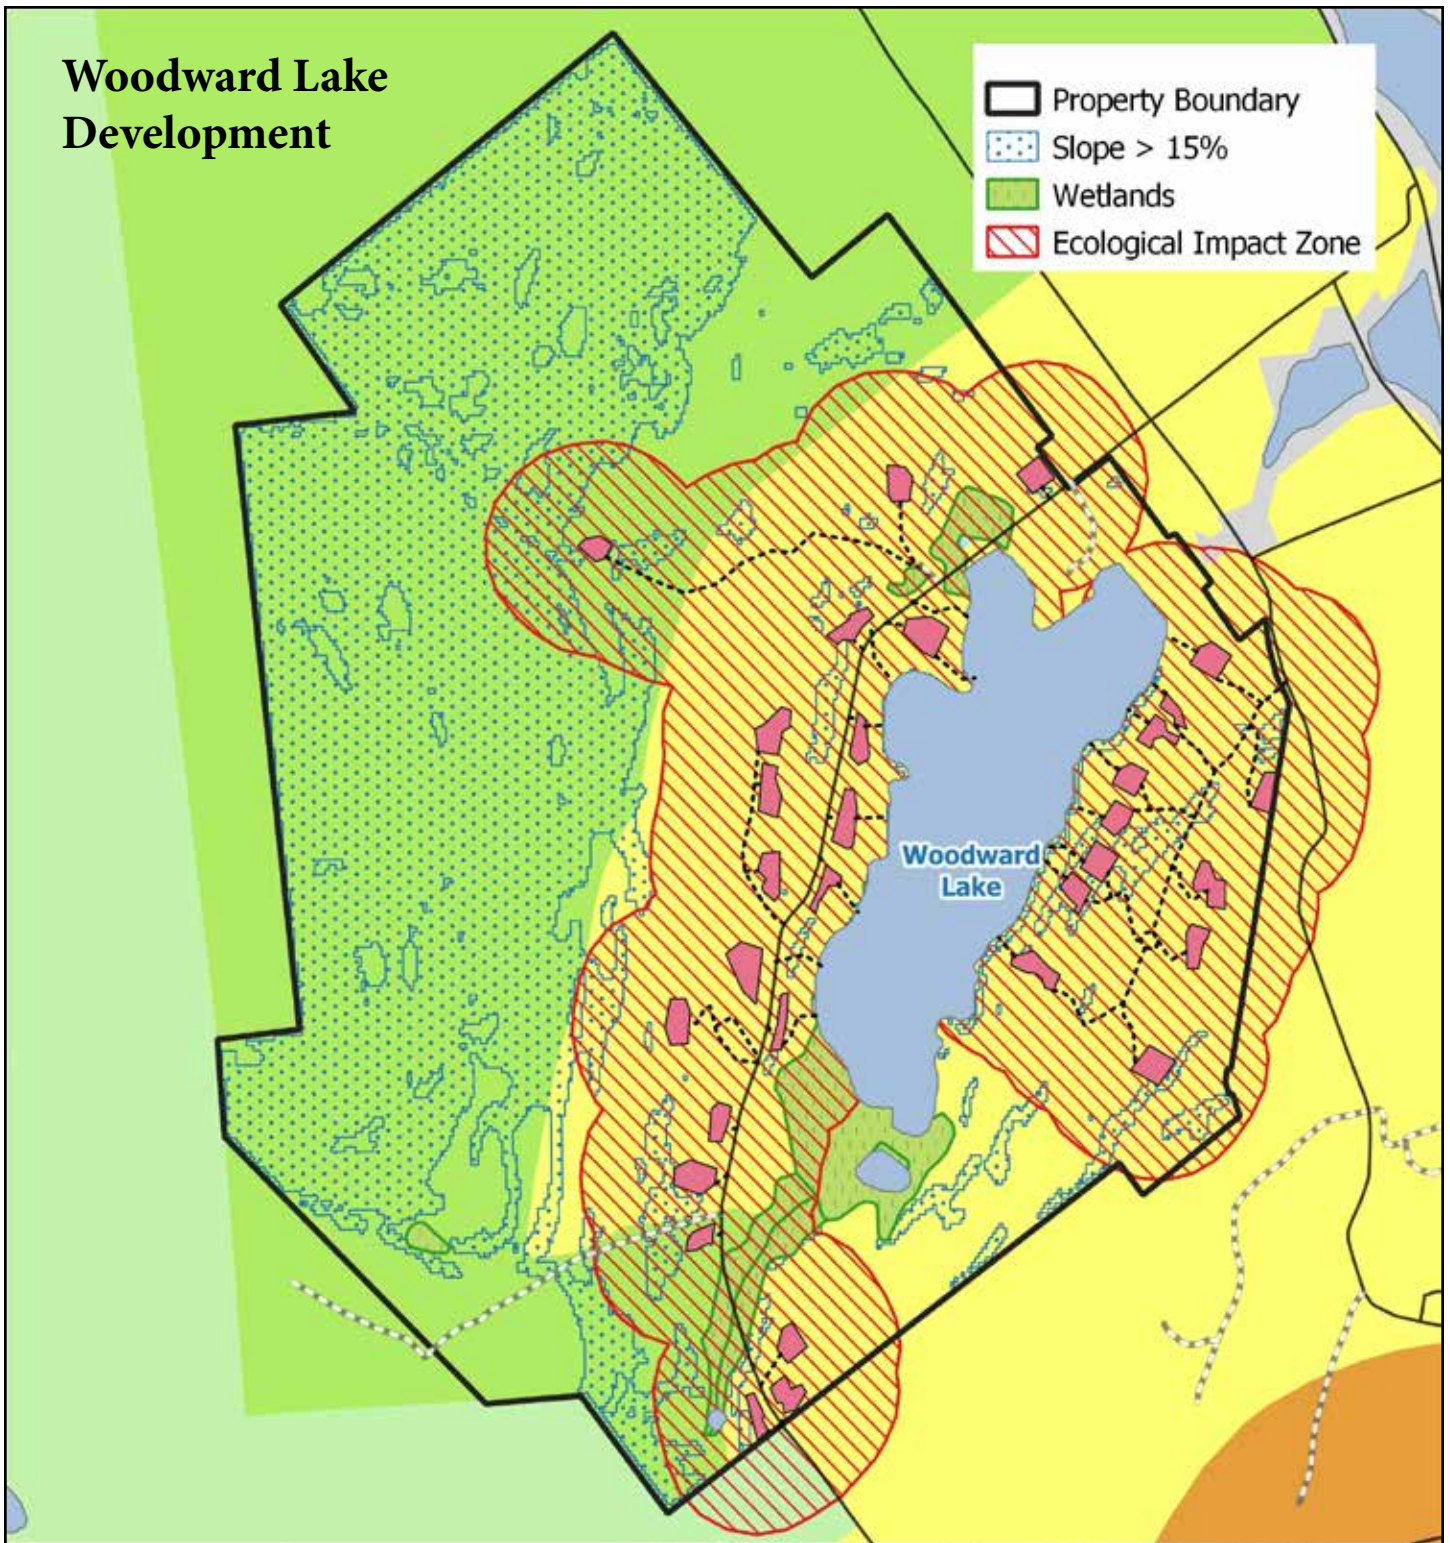 Woodward Lake
Development
Property Boundary
Slope > 15%
Wetlands
Ecological Impact Zone
Woodward
Lake